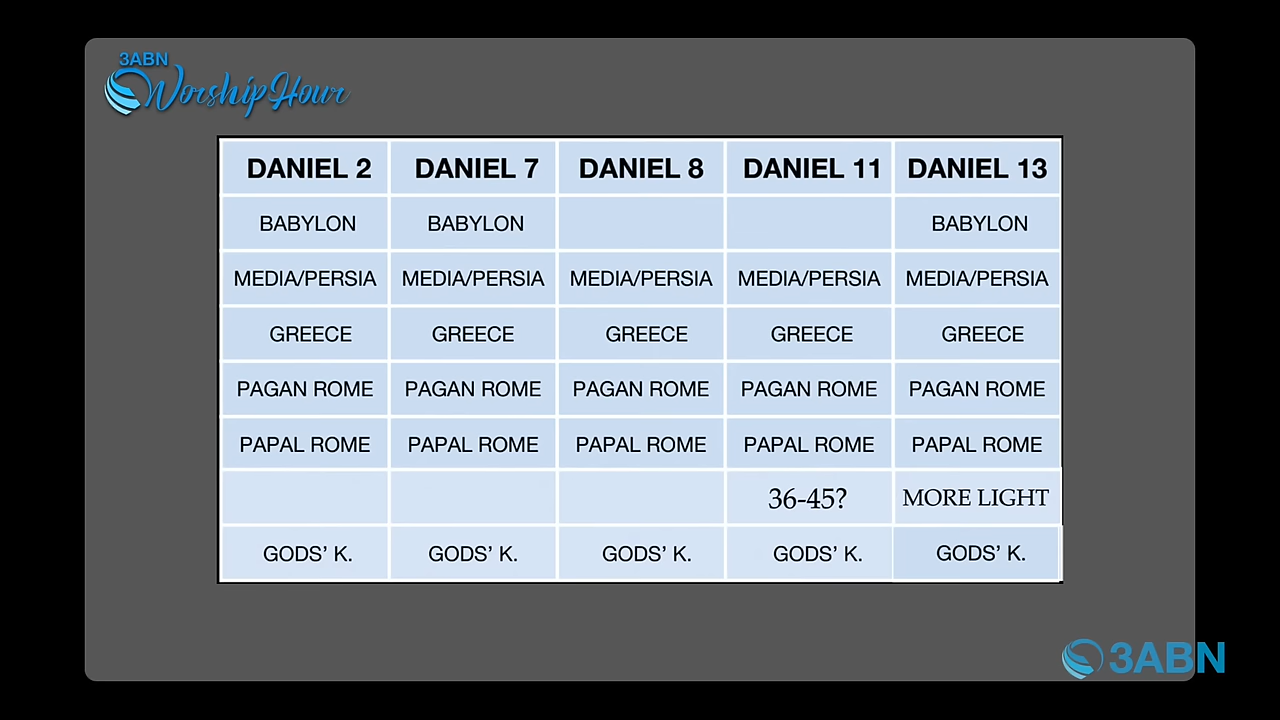 3ABN
Worship Hour
DANIEL 2 DANIEL 7 DANIEL 8 DANIEL 11 DANIEL 13
BABYLON BABYLON BABYLON
MEDIA/PERSIA MEDIA/PERSIA MEDIA/PERSIA MEDIA/PERSIA MEDIA/PERSIA
GREECE GREECE GREECE GREECE GREECE
PAGAN ROME PAGAN ROME PAGAN ROME PAGAN ROME PAGAN ROME
PAPAL ROME PAPAL ROME PAPAL ROME PAPAL ROME PAPAL ROME
36-45? MORE LIGHT
GODS’ K. GODS’ K. GODS’ K. GODS’ K. GODS’ K.
3ABN